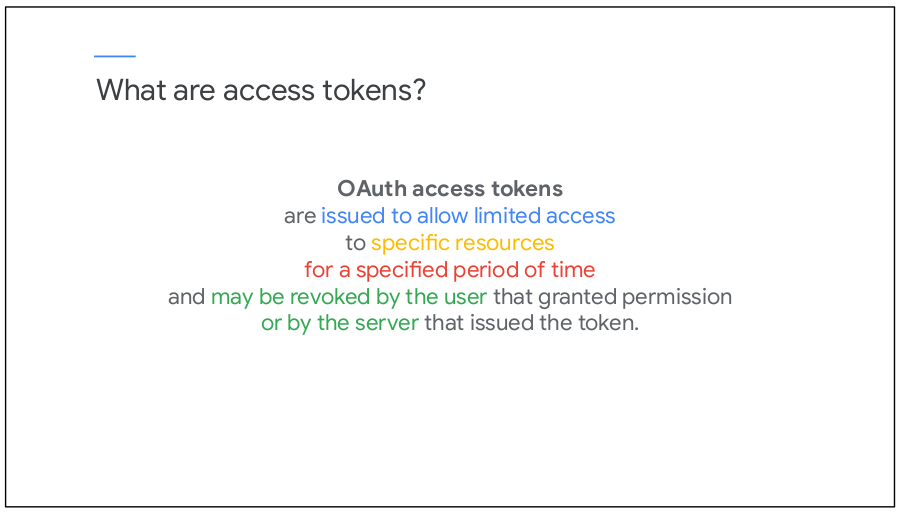 What are access tokens?
OAuth access tokens
are issued to allow limited access
to specific resources
for a specified period of time
and may be revoked by the user that granted permission
or by the server that issued the token.